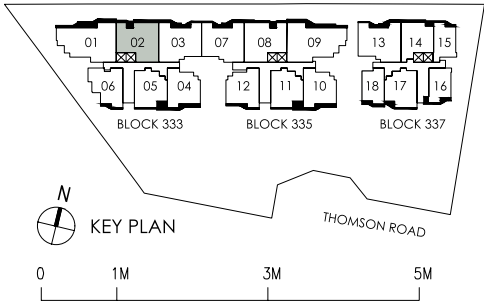 01 02 03 07 08 09 13 14 15
06 05 04 12 11 10 18 17 16
BLOCK 333 BLOCK 335 BLOCK 337
THOMSON ROAD
N
KEY PLAN
0 1M 3M 5M